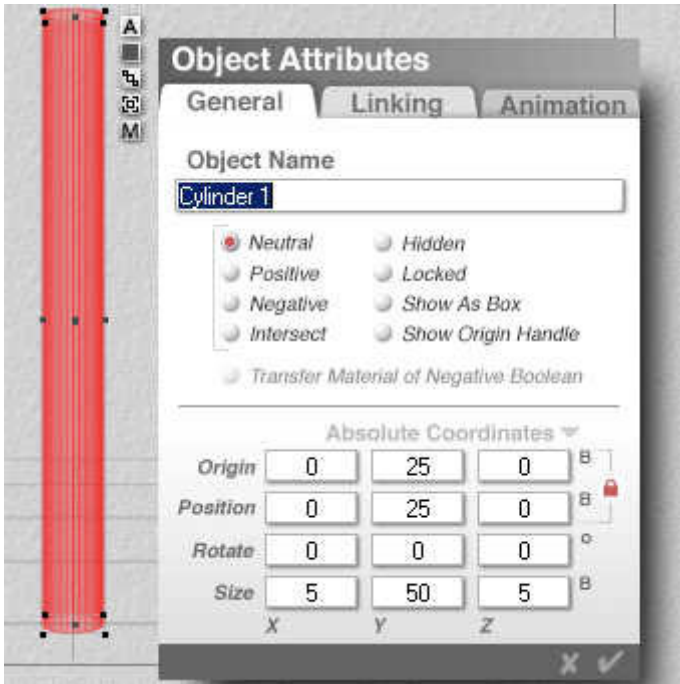 A
M
Object Attributes
General Linking Animation
Object Name
Cylinder 1
Neutral Hidden
Positive Locked
Negative Show As Box
Intersect Show Origin Handle
Transfer Material of Negative Boolean
Absolute Coordinates
Origin 0 25 0 B
Position 0 25 0 B
Rotate 0 0 0 °
Size 5 50 5 B
X Y Z